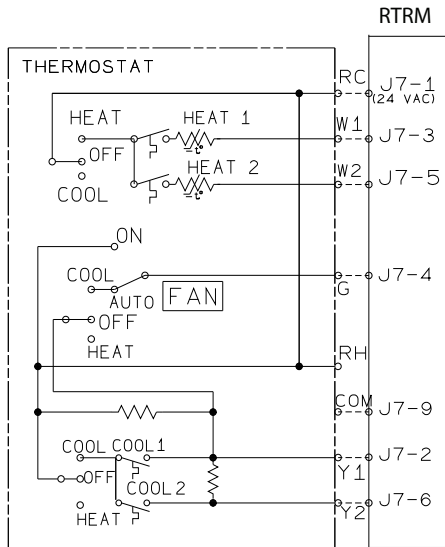 RTRM
THERMOSTAT
RC
J7-1
(24 VAC)
HEAT
HEAT 1
W1
J7-3
OFF
-t°
HEAT 2
W2
J7-5
COOL
-t°
ON
COOL
AUTO
FAN
G
J7-4
OFF
HEAT
RH
COM
J7-9
COOL
COOL1
Y1
J7-2
OFF
COOL2
Y2
J7-6
HEAT